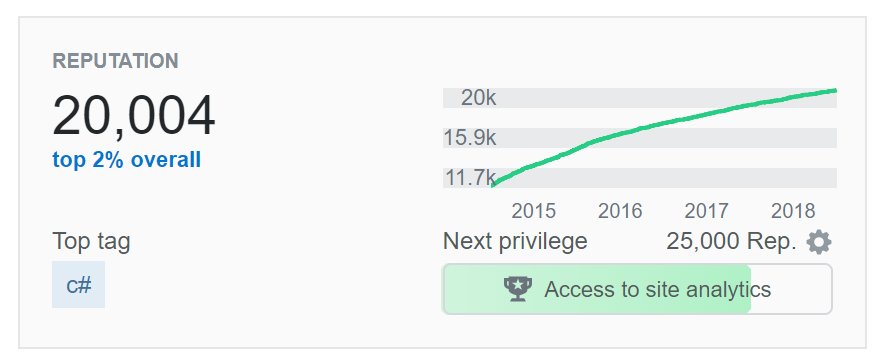 REPUTATION
20,004
top 2% overall
20k
15.9k
11.7k
2015 2016 2017 2018
Top tag
c#
Next privilege 25,000 Rep.
Access to site analytics